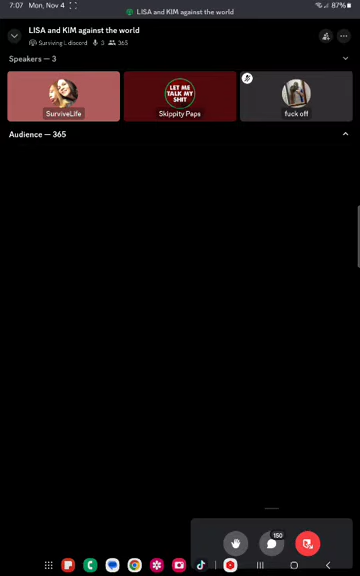 7:07 Mon, Nov 4
LISA and KIM against the world
87%
LISA and KIM against the world
Surviving L discord 3 365
Speakers — 3
LET ME
TALK MY
SHIT
SurviveLife
Skippity Paps
fuck off
Audience — 365
150